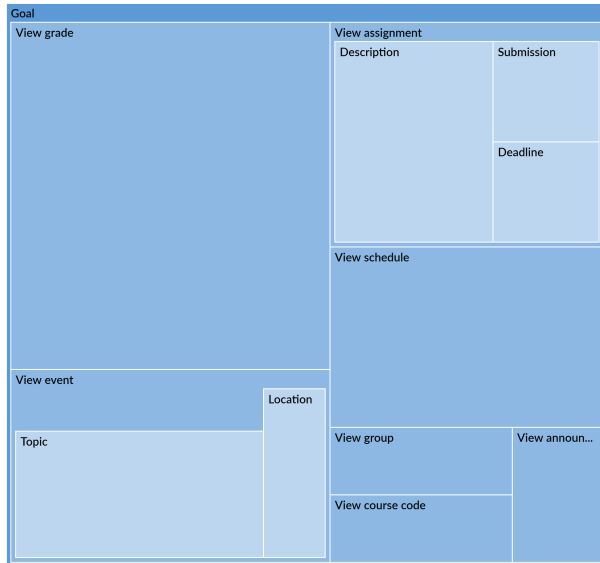 Goal
View grade
View assignment
Description
Submission
Deadline
View schedule
View event
Location
Topic
View group
View announ...
View course code